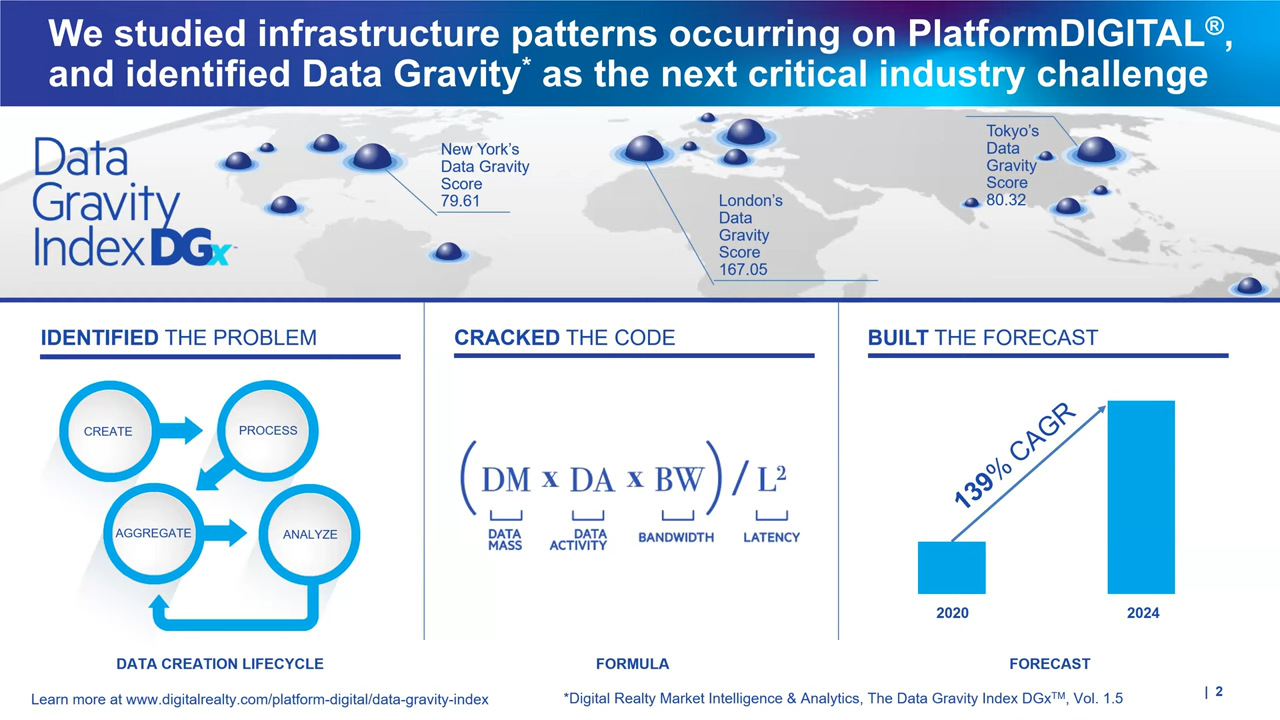 We studied infrastructure patterns occurring on PlatformDIGITAL®,
and identified Data Gravity* as the next critical industry challenge
Data
Gravity
Index DGx™
New York's
Data Gravity
Score
79.61
London's
Data
Gravity
Score
167.05
Tokyo's
Data
Gravity
Score
80.32
IDENTIFIED THE PROBLEM
CREATE
PROCESS
AGGREGATE
ANALYZE
DATA CREATION LIFECYCLE
CRACKED THE CODE
(DM x DA x BW) / L²
DATA
MASS
DATA
ACTIVITY
BANDWIDTH
LATENCY
FORMULA
BUILT THE FORECAST
139% CAGR
2020
2024
FORECAST
Learn more at www.digitalrealty.com/platform-digital/data-gravity-index
*Digital Realty Market Intelligence & Analytics, The Data Gravity Index DGx™, Vol. 1.5
| 2